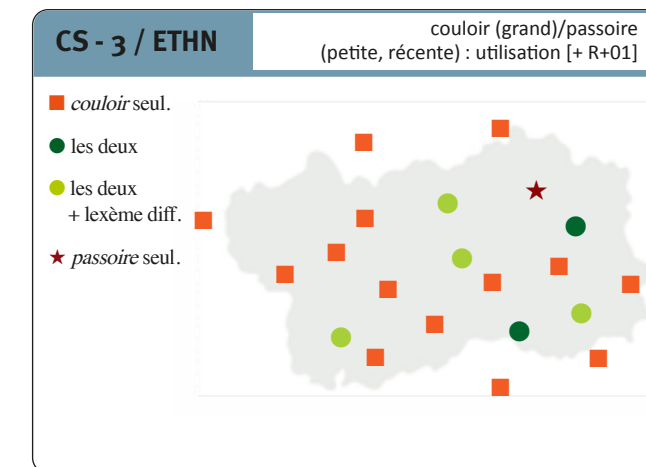 CS - 3 / ETHN
couloir (grand)/passoire
(petite, récente) : utilisation [+ R+01]
couloir seul.
les deux
les deux
+ lexème diff.
passoire seul.